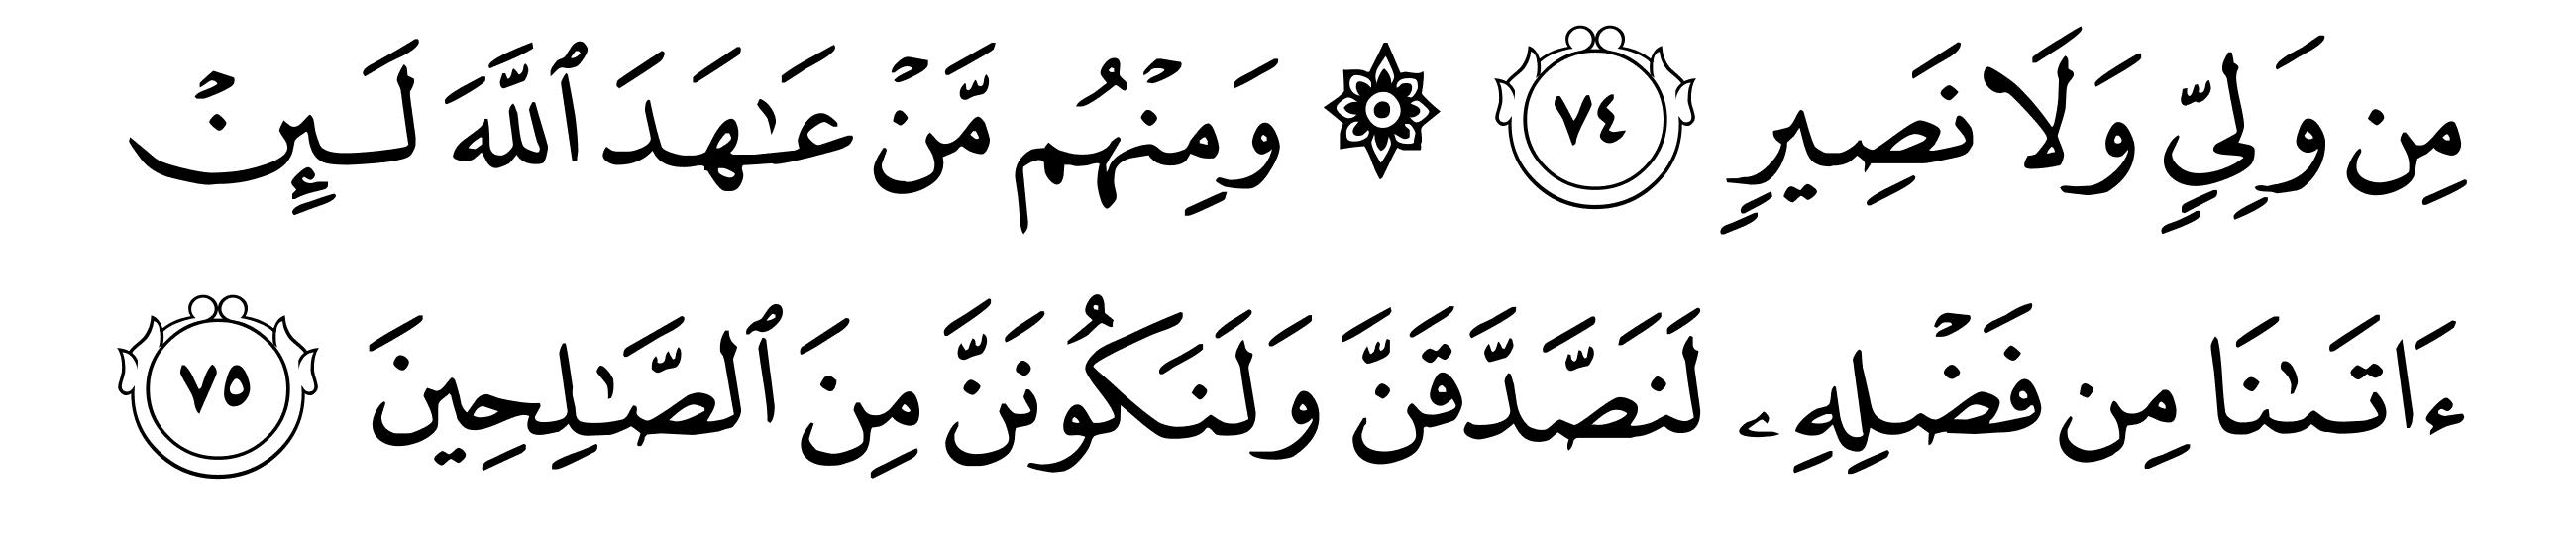 مِن وَلِيٍّ وَلَا نَصِيرٍ ٧٤ ۞ وَمِنۡهُم مَّنۡ عَٰهَدَ ٱللَّهَ لَئِنۡ
ءَاتَىٰنَا مِن فَضۡلِهِۦ لَنَصَّدَّقَنَّ وَلَنَكُونَنَّ مِنَ ٱلصَّٰلِحِينَ ٧٥